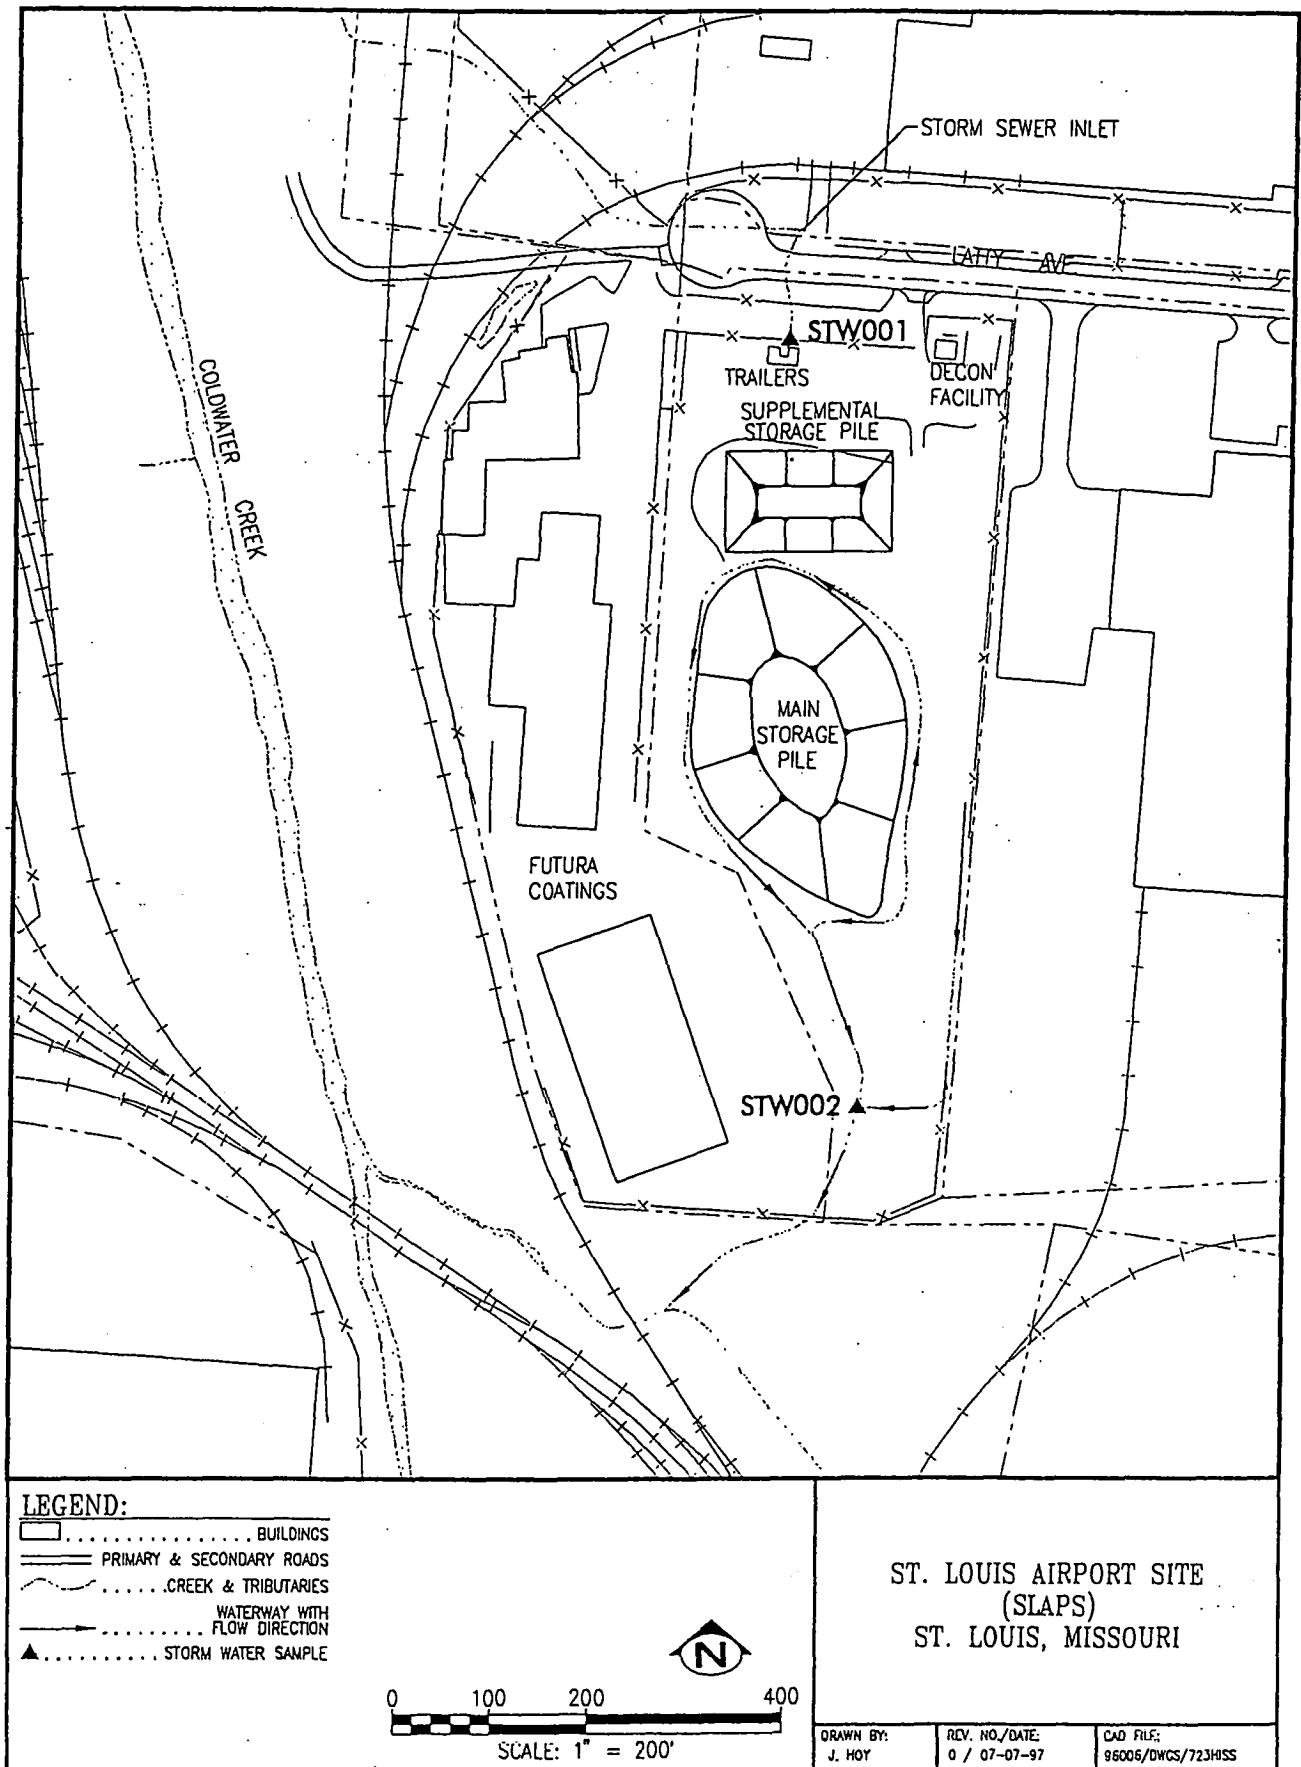 STORM SEWER INLET
LATTY AVE
STW001
TRAILERS
DECON
FACILITY
SUPPLEMENTAL
STORAGE PILE
COLDWATER CREEK
MAIN
STORAGE
PILE
FUTURA
COATINGS
STW002
LEGEND:
BUILDINGS
PRIMARY & SECONDARY ROADS
CREEK & TRIBUTARIES
WATERWAY WITH
FLOW DIRECTION
STORM WATER SAMPLE
N
0 100 200 400
SCALE: 1" = 200'
ST. LOUIS AIRPORT SITE
(SLAPS)
ST. LOUIS, MISSOURI
DRAWN BY: REV. NO./DATE: CAD FILE:
J. HOY 0 / 07-07-97 96006/DWGS/723HISS